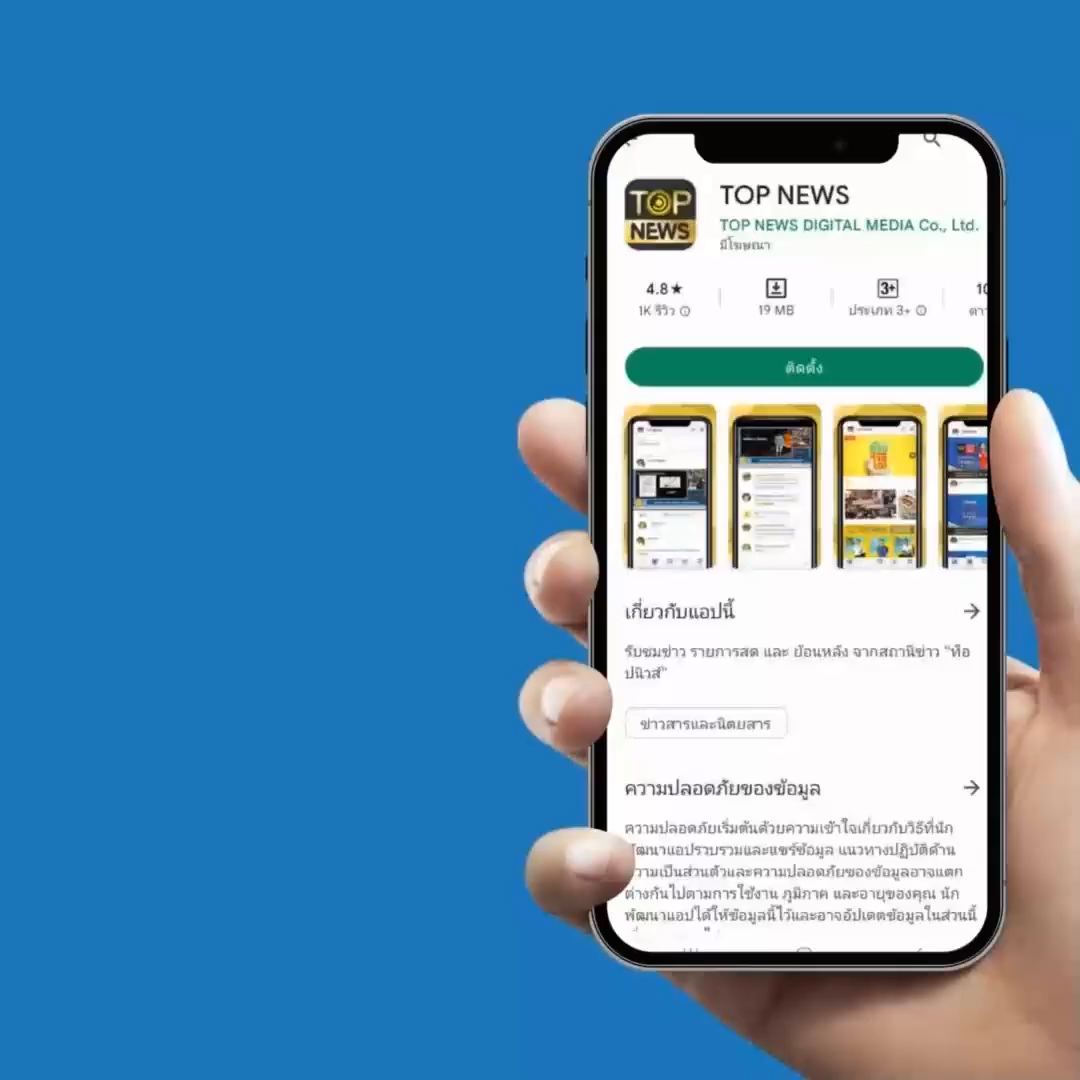 TOP
NEWS
TOP NEWS
TOP NEWS DIGITAL MEDIA Co., Ltd.
มีโฆษณา
4.8★
1K รีวิว
19 MB
3+
ประเภท 3+
10
ติดตั้ง
เกี่ยวกับแอปนี้
รับชมข่าว รายการสด และ ย้อนหลัง จากสถานีข่าว "ท็อ
ปนิวส์"
ข่าวสารและนิตยสาร
ความปลอดภัยของข้อมูล
ความปลอดภัยเริ่มต้นด้วยความเข้าใจเกี่ยวกับวิธีที่นัก
พัฒนาแอปรวบรวมและแชร์ข้อมูล แนวทางปฏิบัติด้าน
ความเป็นส่วนตัวและความปลอดภัยของข้อมูลอาจแตก
ต่างกันไปตามการใช้งาน ภูมิภาค และอายุของคุณ นัก
พัฒนาแอปได้ให้ข้อมูลนี้ไว้และอาจอัปเดตข้อมูลในส่วนนี้